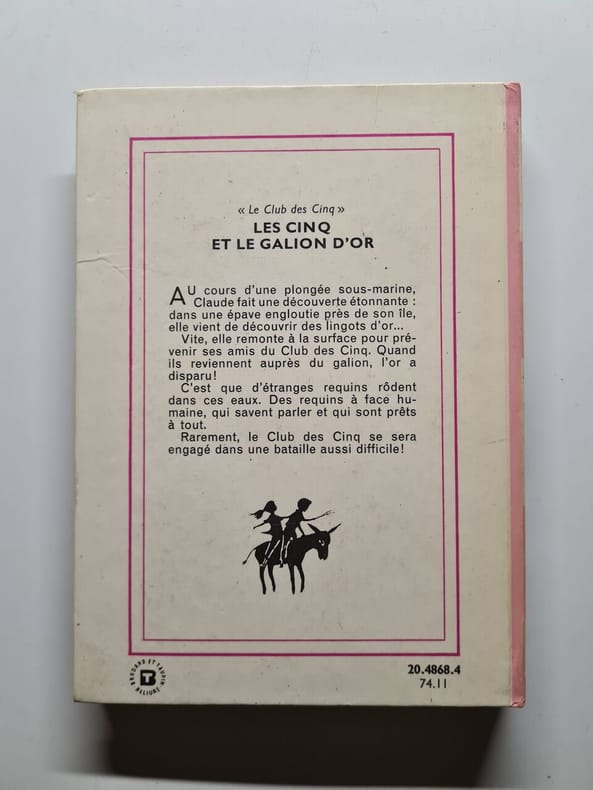 « Le Club des Cinq »
LES CINQ
ET LE GALION D'OR
AU cours d'une plongée sous-marine,
Claude fait une découverte étonnante :
dans une épave engloutie près de son île,
elle vient de découvrir des lingots d'or...
Vite, elle remonte à la surface pour pré-
venir ses amis du Club des Cinq. Quand
ils reviennent auprès du galion, l'or a
disparu!
C'est que d'étranges requins rôdent
dans ces eaux. Des requins à face hu-
maine, qui savent parler et qui sont prêts
à tout.
Rarement, le Club des Cinq se sera
engagé dans une bataille aussi difficile!
BRODARD ET TAUPIN
BT
RELIURE
20.4868.4
74.11